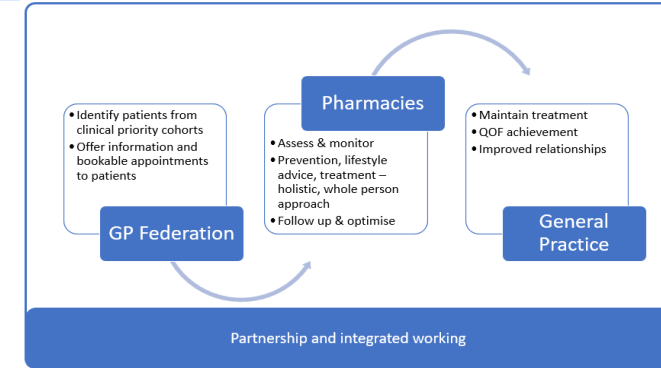 • Identify patients from
clinical priority cohorts
• Offer information and
bookable appointments
to patients
GP Federation
Pharmacies
• Assess & monitor
• Prevention, lifestyle
advice, treatment –
holistic, whole person
approach
• Follow up & optimise
• Maintain treatment
• QOF achievement
• Improved relationships
General
Practice
Partnership and integrated working